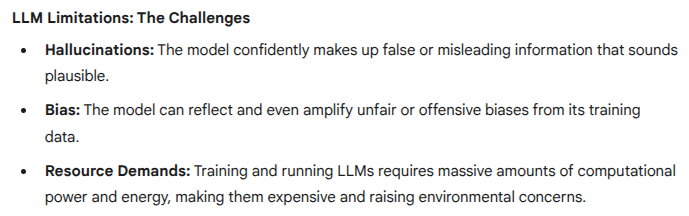 LLM Limitations: The Challenges
• Hallucinations: The model confidently makes up false or misleading information that sounds
plausible.
• Bias: The model can reflect and even amplify unfair or offensive biases from its training
data.
• Resource Demands: Training and running LLMs requires massive amounts of computational
power and energy, making them expensive and raising environmental concerns.